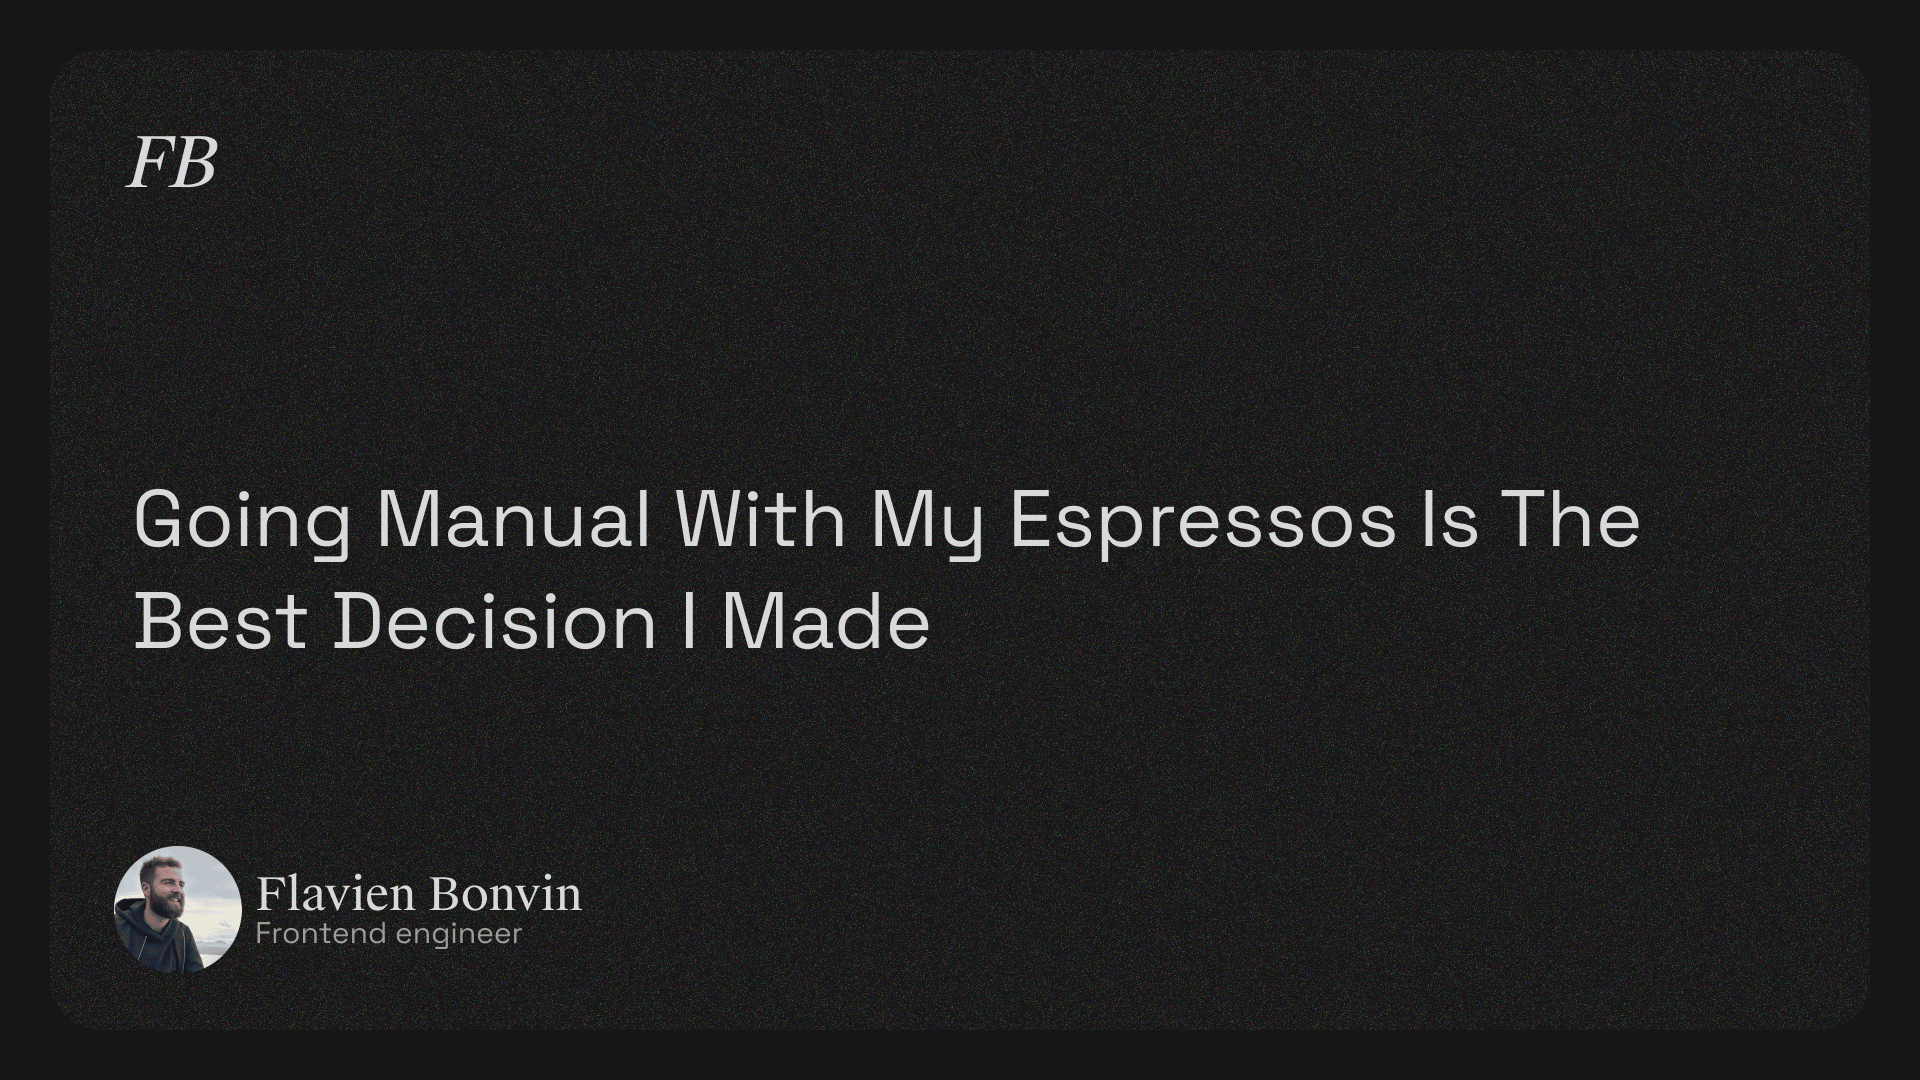 FB
Going Manual With My Espressos Is The
Best Decision I Made
Flavien Bonvin
Frontend engineer